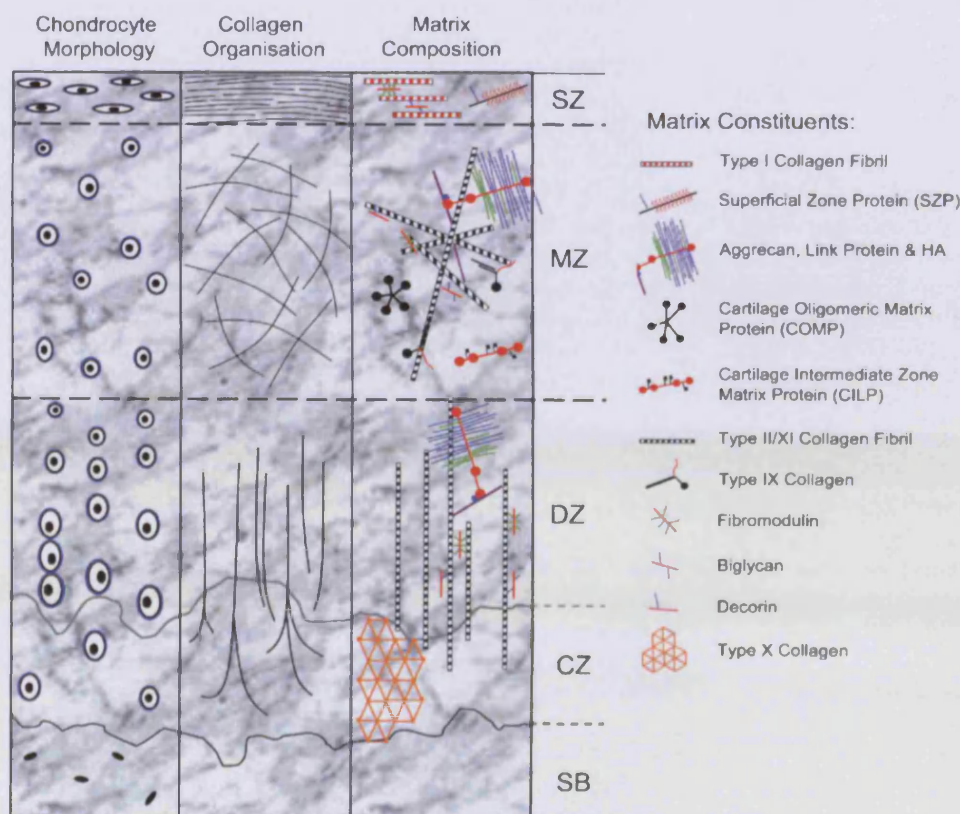 Chondrocyte
Morphology
Collagen
Organisation
Matrix
Composition
SZ
MZ
DZ
CZ
SB
Matrix Constituents:
Type I Collagen Fibril
Superficial Zone Protein (SZP)
Aggrecan, Link Protein & HA
Cartilage Oligomeric Matrix
Protein (COMP)
Cartilage Intermediate Zone
Matrix Protein (CILP)
Type II/XI Collagen Fibril
Type IX Collagen
Fibromodulin
Biglycan
Decorin
Type X Collagen